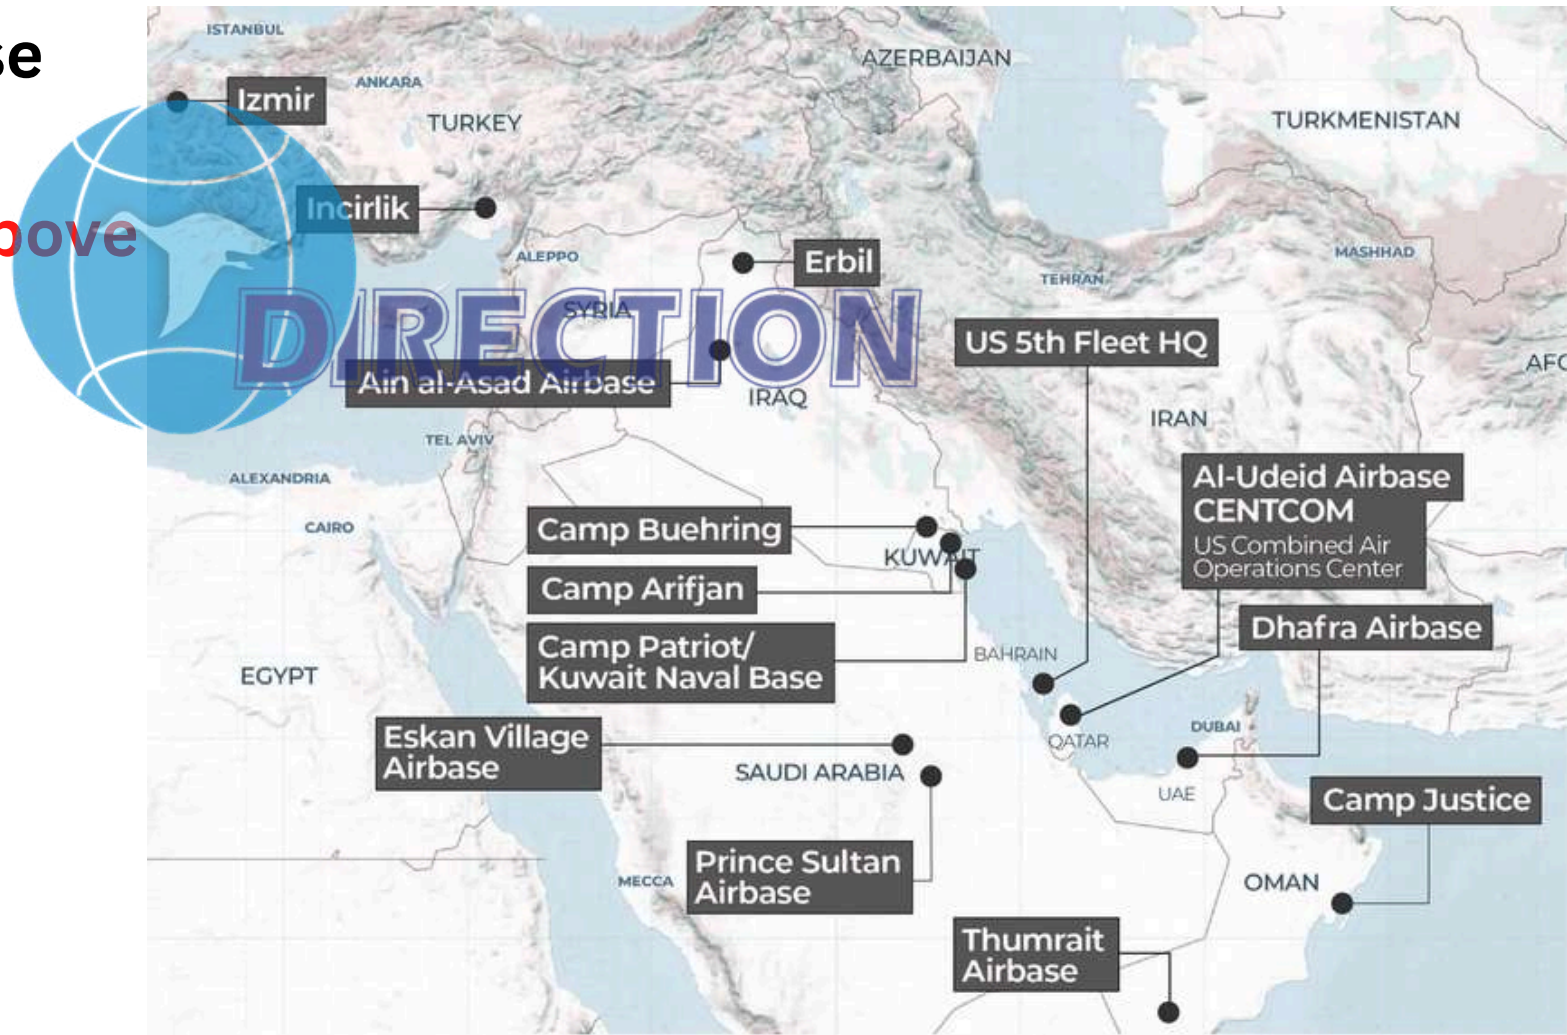 se
bove
ISTANBUL
ANKARA
AZERBAIJAN
Izmir
TURKEY
TURKMENISTAN
Incirlik
ALEPPO
Erbil
TEHRAN
MASHHAD
SYRIA
DIRECTION
US 5th Fleet HQ
AFG
Ain al-Asad Airbase
IRAQ
IRAN
TEL AVIV
ALEXANDRIA
Al-Udeid Airbase
CENTCOM
US Combined Air
Operations Center
CAIRO
Camp Buehring
KUWAIT
Camp Arifjan
Dhafra Airbase
Camp Patriot/
Kuwait Naval Base
BAHRAIN
EGYPT
Eskan Village
Airbase
QATAR
DUBAI
SAUDI ARABIA
UAE
Camp Justice
Prince Sultan
Airbase
MECCA
OMAN
Thumrait
Airbase